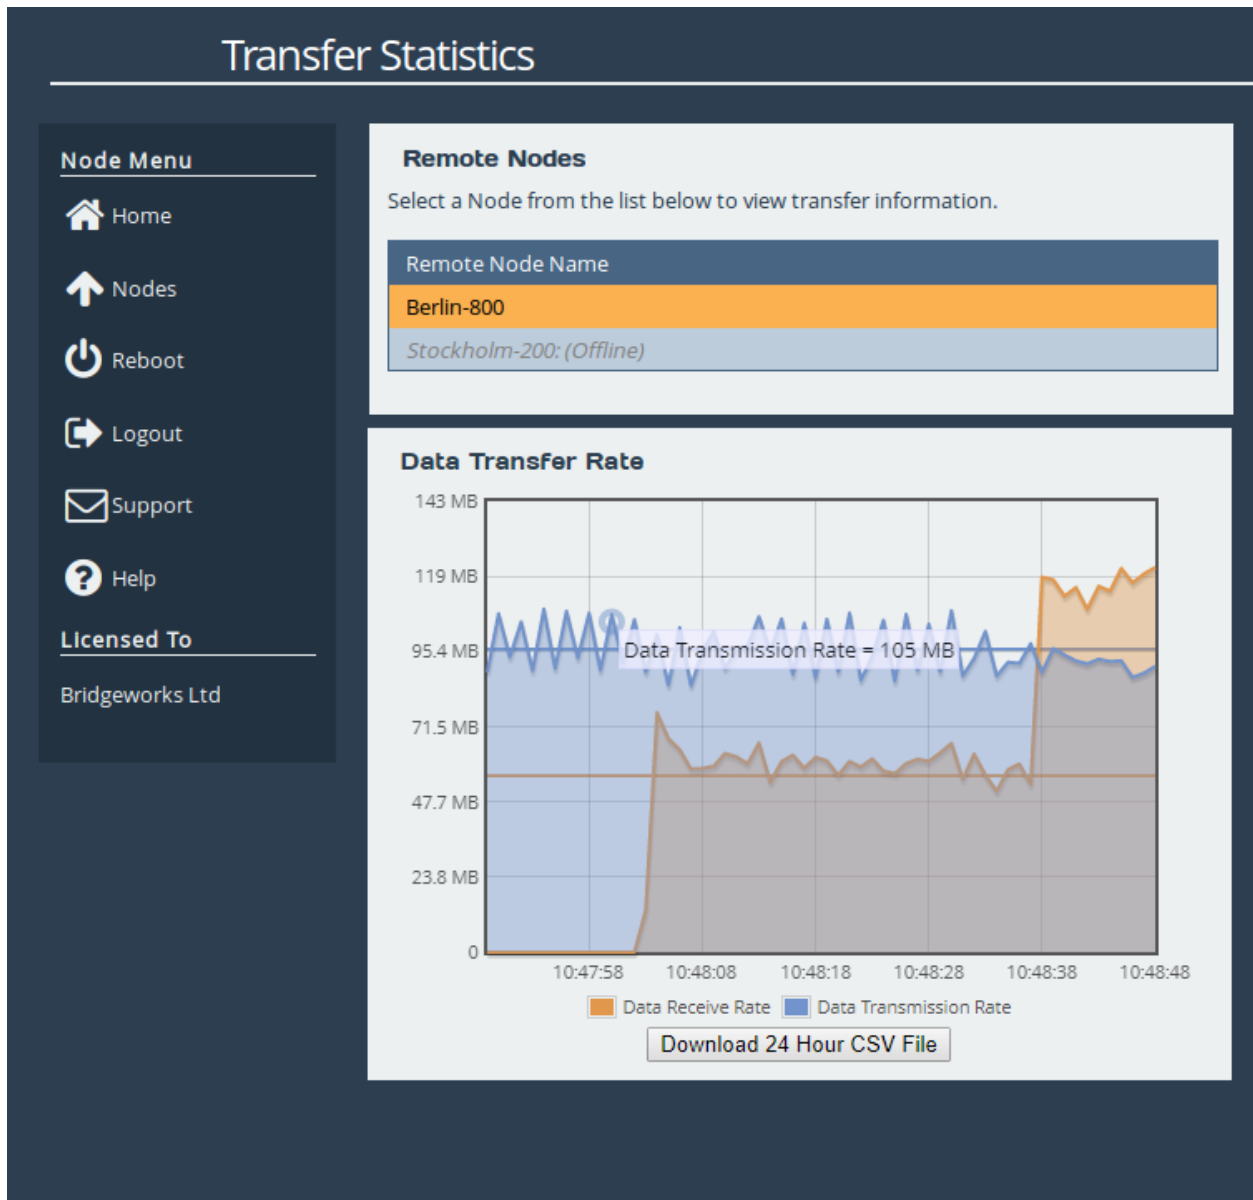 Transfer Statistics
Node Menu
Home
Nodes
Reboot
Logout
Support
Help
Licensed To
Bridgeworks Ltd
Remote Nodes
Select a Node from the list below to view transfer information.
Remote Node Name
Berlin-800
Stockholm-200: (Offline)
Data Transfer Rate
143 MB
119 MB
95.4 MB
71.5 MB
47.7 MB
23.8 MB
0
Data Transmission Rate = 105 MB
10:47:58 10:48:08 10:48:18 10:48:28 10:48:38 10:48:48
Data Receive Rate Data Transmission Rate
Download 24 Hour CSV File